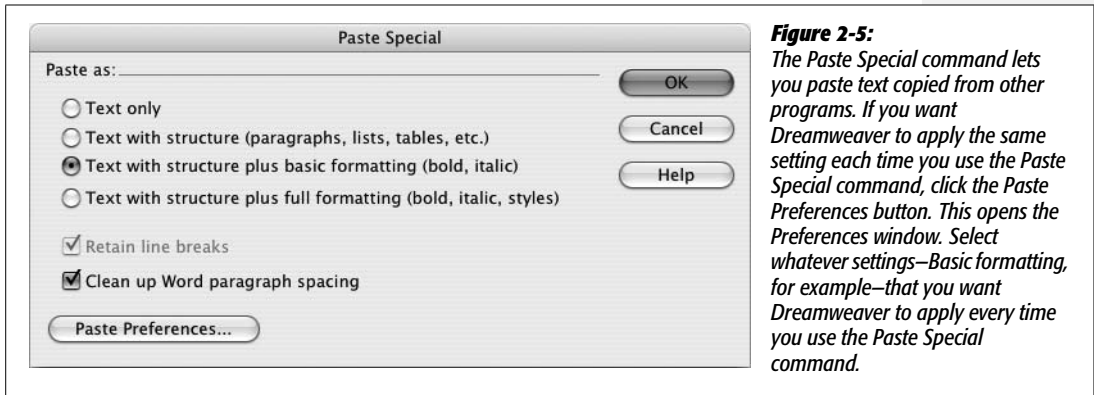 Paste Special
Paste as:
Text only
Text with structure (paragraphs, lists, tables, etc.)
Text with structure plus basic formatting (bold, italic)
Text with structure plus full formatting (bold, italic, styles)
Retain line breaks
Clean up Word paragraph spacing
Paste Preferences...
OK
Cancel
Help
Figure 2-5:
The Paste Special command lets
you paste text copied from other
programs. If you want
Dreamweaver to apply the same
setting each time you use the Paste
Special command, click the Paste
Preferences button. This opens the
Preferences window. Select
whatever settings—Basic formatting,
for example—that you want
Dreamweaver to apply every time
you use the Paste Special
command.